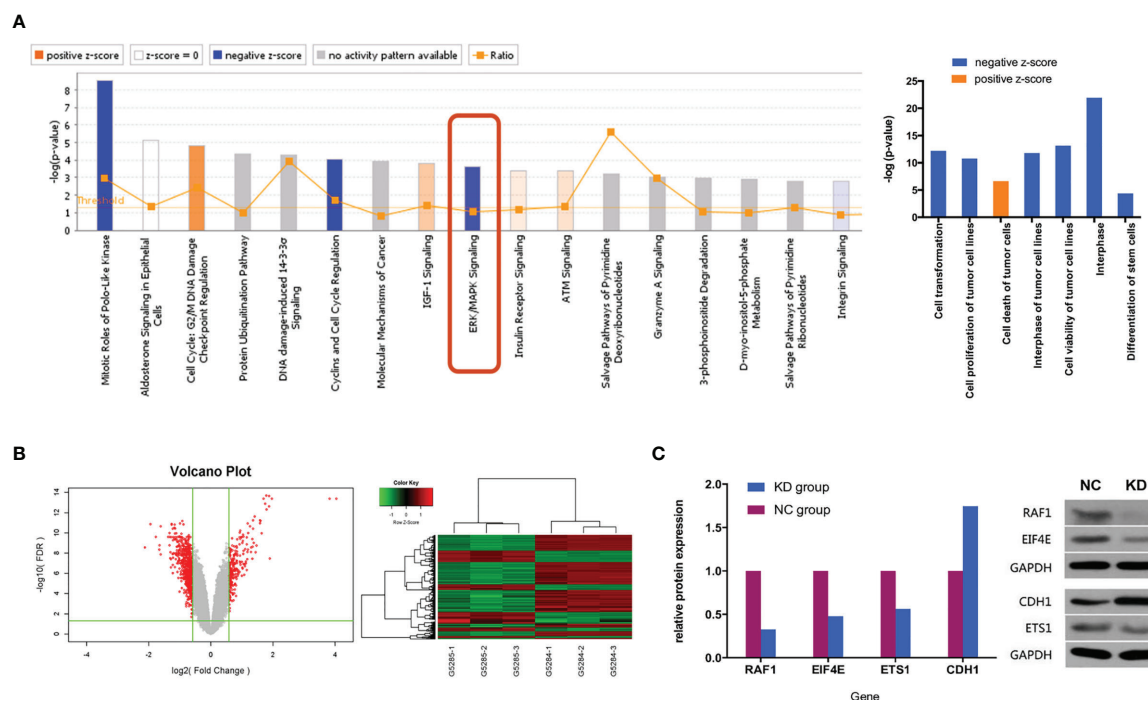 A
positive z-score
z-score = 0
negative z-score
no activity pattern available
Ratio
-log(p-value)
8
7
6
5
4
3
2
1
0
Threshold
Mitotic Roles of Polo-Like Kinase
Aldosterone Signaling in Epithelial
Cells
Cell Cycle: G2/M DNA Damage
Checkpoint Regulation
Protein Ubiquination Pathway
DNA damage-induced 14-3-3σ
Signaling
Cyclins and Cell Cycle Regulation
Molecular Mechanisms of Cancer
IGF-1 Signaling
ERK/MAPK Signaling
Insulin Receptor Signaling
ATM Signaling
Salvage Pathways of Pyrimidine
Deoxyribonucleotides
Granzyme A Signaling
3-phosphoinositide Degradation
D-myo-inositol-5-phosphate
Metabolism
Salvage Pathways of Pyrimidine
Ribonucleotides
Integrin Signaling
negative z-score
positive z-score
-log (p-value)
25
20
15
10
5
0
Cell transformation
Cell proliferation of tumor cell lines
Cell death of tumor cells
Interphase of tumor cell lines
Cell viability of tumor cell lines
Interphase
Differentiation of stem cells
B
Volcano Plot
-log10( FDR )
14
12
10
8
6
4
2
0
-4
-2
0
2
4
log2( Fold Change )
Color Key
-1 0 1
Row Z-Score
G5285-1
G5285-2
G5285-3
G5284-1
G5284-2
G5284-3
C
KD group
NC group
relative protein expression
2.0
1.5
1.0
0.5
0.0
RAF1
EIF4E
ETS1
CDH1
Gene
NC KD
RAF1
EIF4E
GAPDH
CDH1
ETS1
GAPDH